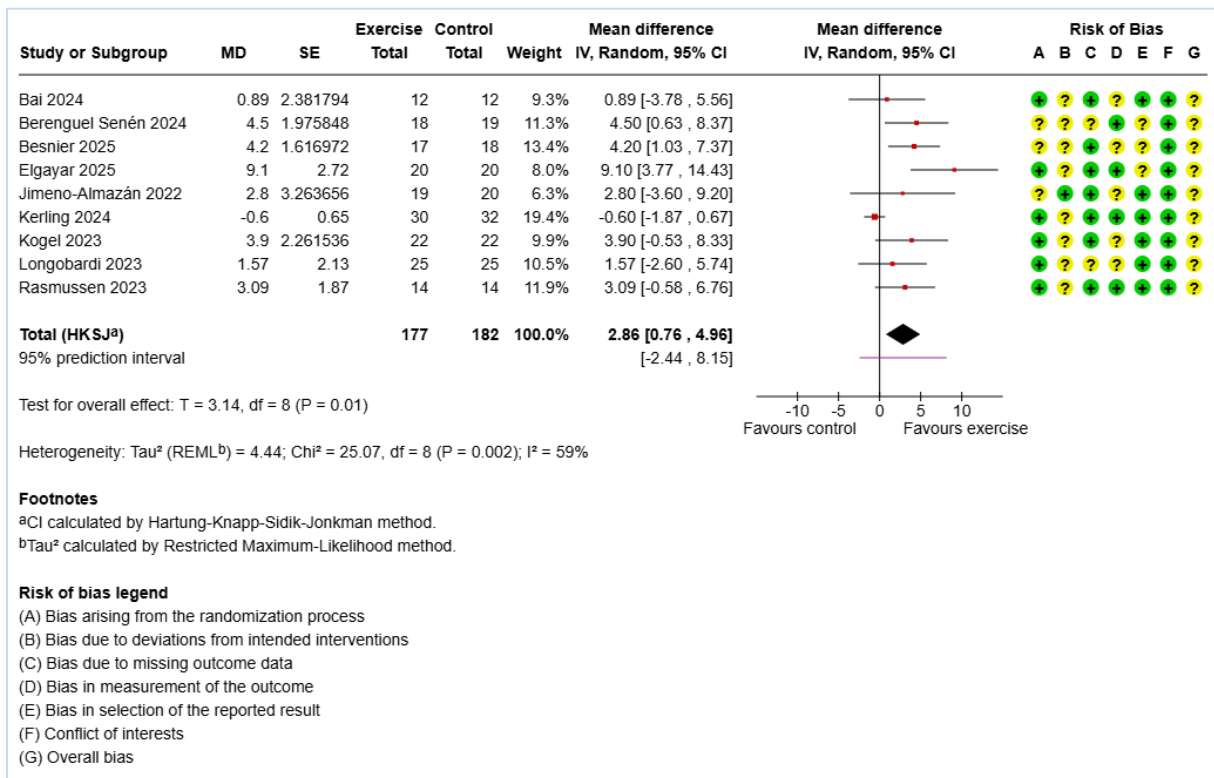 Exercise Control Mean difference Mean difference Risk of Bias
Study or Subgroup MD SE Total Total Weight IV, Random, 95% CI IV, Random, 95% CI A B C D E F G
Bai 2024 0.89 2.381794 12 12 9.3% 0.89 [-3.78 , 5.56] + ? + ? + + ?
Berenguel Senén 2024 4.5 1.975848 18 19 11.3% 4.50 [0.63 , 8.37] ? ? ? + ? + ?
Besnier 2025 4.2 1.616972 17 18 13.4% 4.20 [1.03 , 7.37] ? ? + ? ? + ?
Elgayar 2025 9.1 2.72 20 20 8.0% 9.10 [3.77 , 14.43] + ? + + ? + ?
Jimeno-Almazán 2022 2.8 3.263656 19 20 6.3% 2.80 [-3.60 , 9.20] ? + + ? + + ?
Kerling 2024 -0.6 0.65 30 32 19.4% -0.60 [-1.87 , 0.67] + ? + + + + ?
Kogel 2023 3.9 2.261536 22 22 9.9% 3.90 [-0.53 , 8.33] + ? + ? + + ?
Longobardi 2023 1.57 2.13 25 25 10.5% 1.57 [-2.60 , 5.74] + ? ? ? + + ?
Rasmussen 2023 3.09 1.87 14 14 11.9% 3.09 [-0.58 , 6.76] + ? + + + + ?
Total (HKSJa) 177 182 100.0% 2.86 [0.76 , 4.96]
95% prediction interval [-2.44 , 8.15]
Test for overall effect: T = 3.14, df = 8 (P = 0.01)
-10 -5 0 5 10
Favours control Favours exercise
Heterogeneity: Tau² (REMLb) = 4.44; Chi² = 25.07, df = 8 (P = 0.002); I² = 59%
Footnotes
aCI calculated by Hartung-Knapp-Sidik-Jonkman method.
bTau² calculated by Restricted Maximum-Likelihood method.
Risk of bias legend
(A) Bias arising from the randomization process
(B) Bias due to deviations from intended interventions
(C) Bias due to missing outcome data
(D) Bias in measurement of the outcome
(E) Bias in selection of the reported result
(F) Conflict of interests
(G) Overall bias